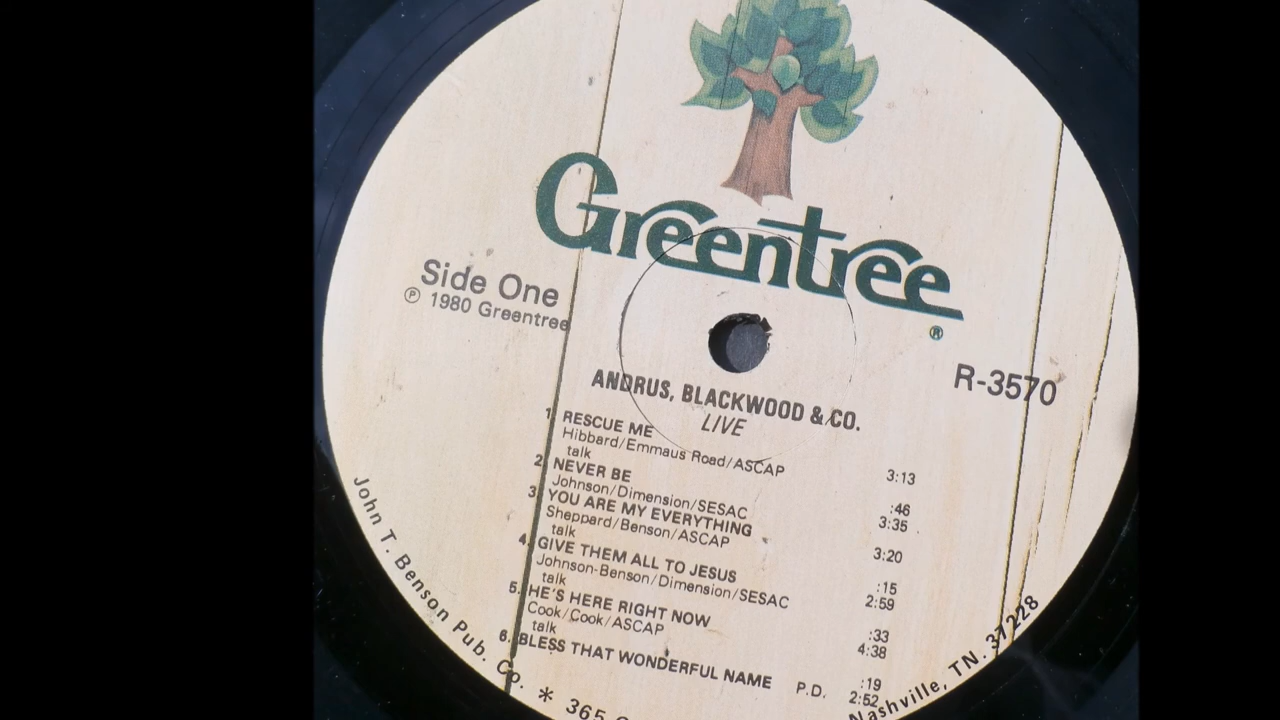 Greentree
®
Side One
℗ 1980 Greentree
R-3570
ANDRUS, BLACKWOOD & CO.
LIVE
1. RESCUE ME
Hibbard/Emmaus Road/ASCAP 3:13
talk :46
2. NEVER BE
Johnson/Dimension/SESAC 3:35
3. YOU ARE MY EVERYTHING
Sheppard/Benson/ASCAP 3:20
talk :15
4. GIVE THEM ALL TO JESUS
Johnson-Benson/Dimension/SESAC 2:59
talk :33
5. HE'S HERE RIGHT NOW
Cook/Cook/ASCAP 4:38
talk :19
6. BLESS THAT WONDERFUL NAME P.D. 2:52
John T. Benson Pub. Co. * 365
Nashville, TN. 37228